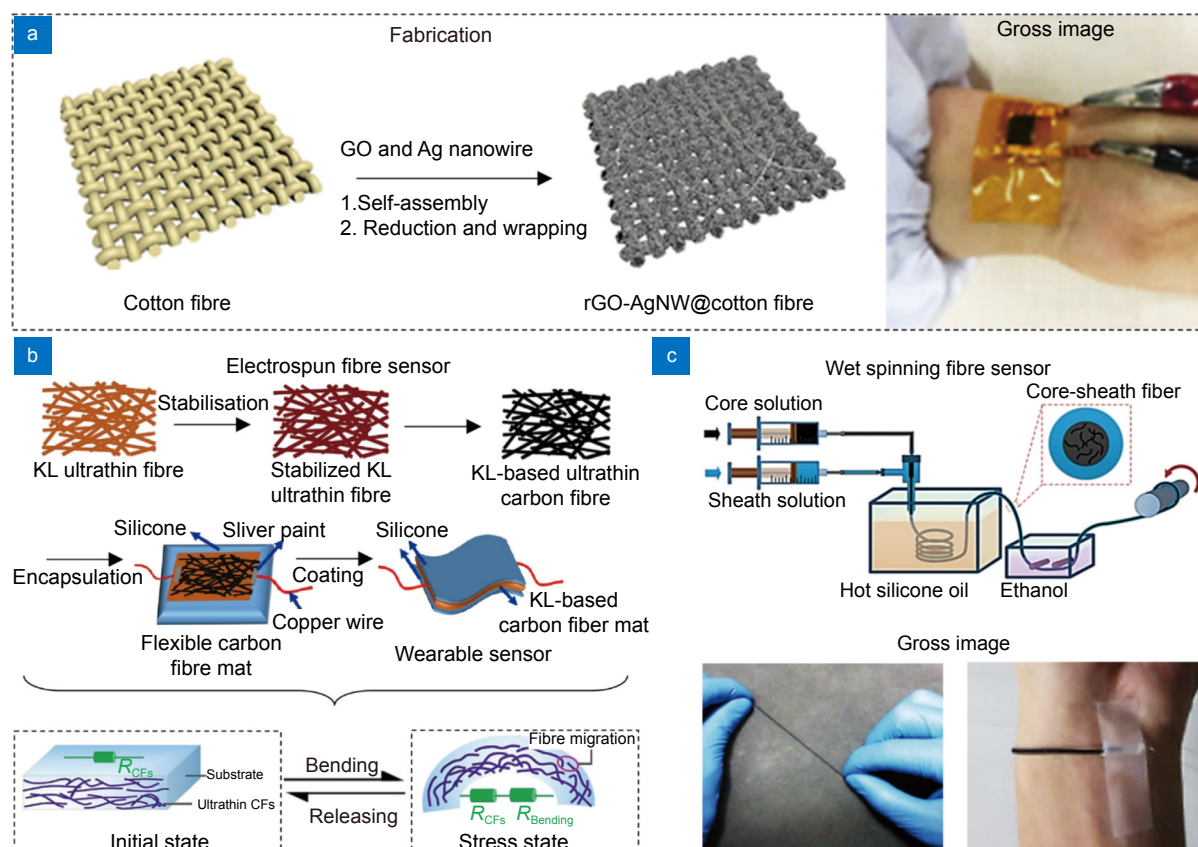 a
Fabrication
Gross image
GO and Ag nanowire
1.Self-assembly
2. Reduction and wrapping
Cotton fibre
rGO-AgNW@cotton fibre
b
Electrospun fibre sensor
Stabilisation
KL ultrathin fibre
Stabilized KL
ultrathin fibre
KL-based ultrathin
carbon fibre
Silicone
Sliver paint
Silicone
Encapsulation
Coating
Copper wire
KL-based
carbon fiber mat
Flexible carbon
fibre mat
Wearable sensor
RCFs
Substrate
Ultrathin CFs
Initial state
Bending
Releasing
Fibre migration
RCFs
RBending
Stress state
c
Wet spinning fibre sensor
Core solution
Core-sheath fiber
Sheath solution
Hot silicone oil
Ethanol
Gross image